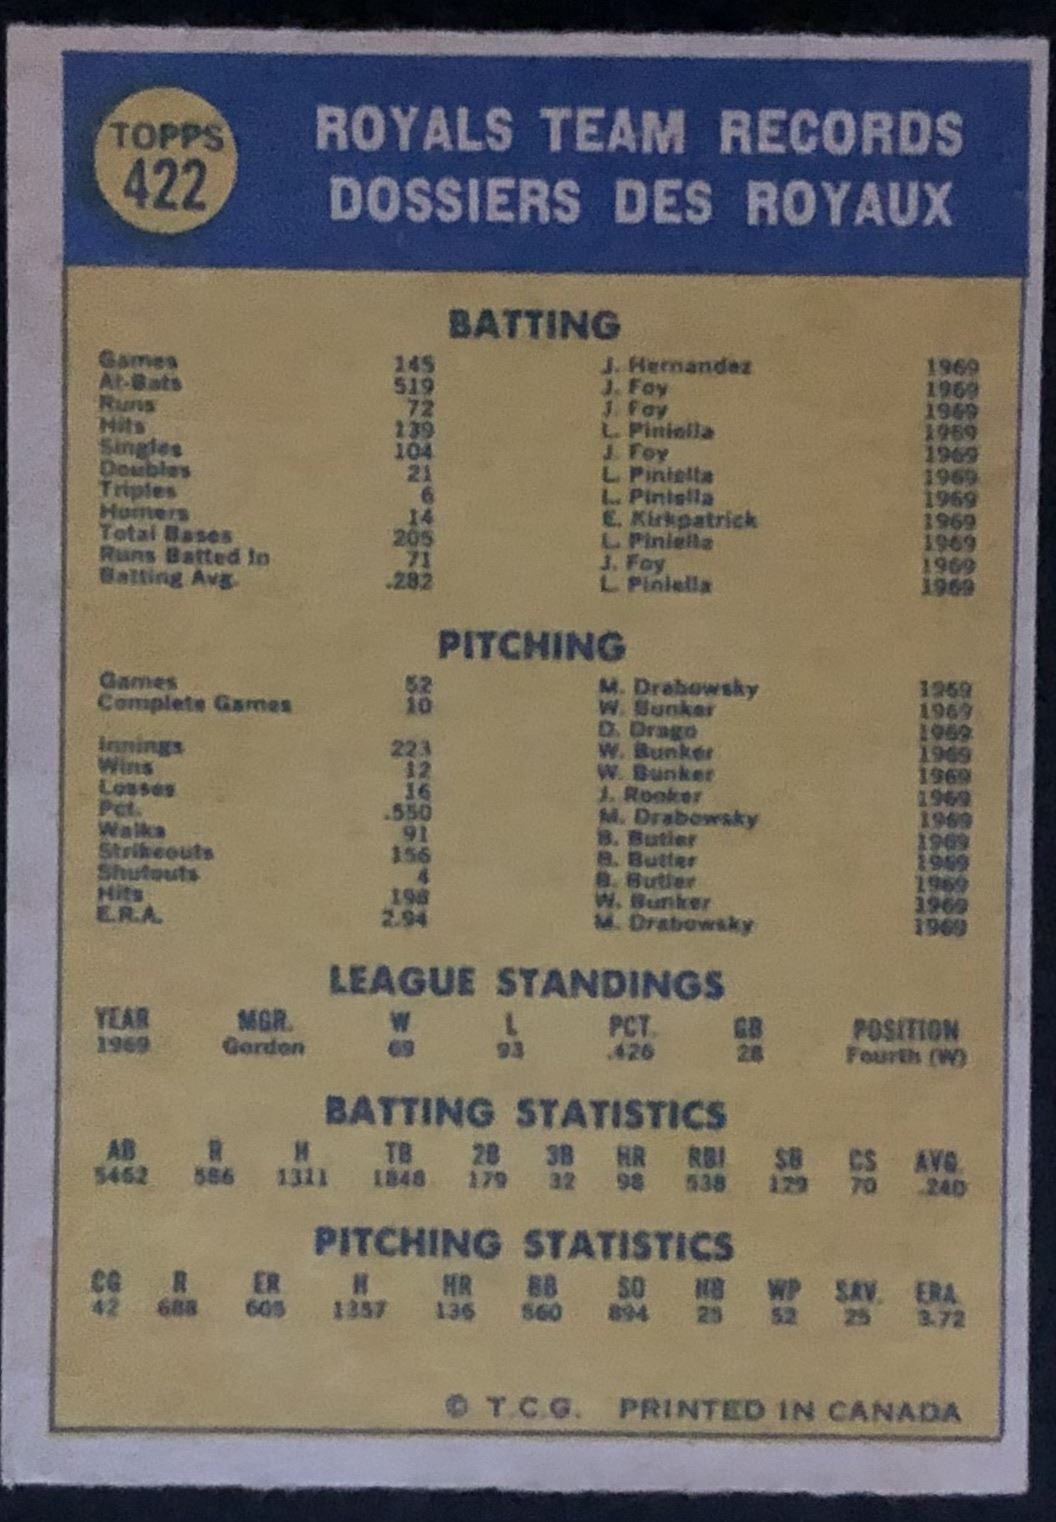 TOPPS
422
ROYALS TEAM RECORDS
DOSSIERS DES ROYAUX
BATTING
Games 145 J. Hernandez 1969
At-Bats 519 J. Foy 1969
Runs 72 J. Foy 1969
Hits 139 L. Piniella 1969
Singles 104 J. Foy 1969
Doubles 21 L. Piniella 1969
Triples 6 L. Piniella 1969
Homers 14 E. Kirkpatrick 1969
Total Bases 205 L. Piniella 1969
Runs Batted In 71 J. Foy 1969
Batting Avg. .282 L. Piniella 1969
PITCHING
Games 52 M. Drabowsky 1969
Complete Games 10 W. Bunker 1969
D. Drago 1969
Innings 223 W. Bunker 1969
Wins 12 W. Bunker 1969
Losses 16 J. Rooker 1969
Pct. .550 M. Drabowsky 1969
Walks 91 B. Butler 1969
Strikeouts 156 B. Butler 1969
Shutouts 4 B. Butler 1969
Hits 198 W. Bunker 1969
E.R.A. 2.94 M. Drabowsky 1969
LEAGUE STANDINGS
YEAR MGR. W L PCT. GB POSITION
1969 Gordon 69 93 .426 28 Fourth (W)
BATTING STATISTICS
AB R H TB 2B 3B HR RBI SB CS AVG.
5462 586 1311 1848 179 32 98 538 129 70 .240
PITCHING STATISTICS
CG R ER H HR BB SO HB WP SAV. ERA
42 688 605 1357 136 560 894 25 52 25 3.72
© T.C.G. PRINTED IN CANADA